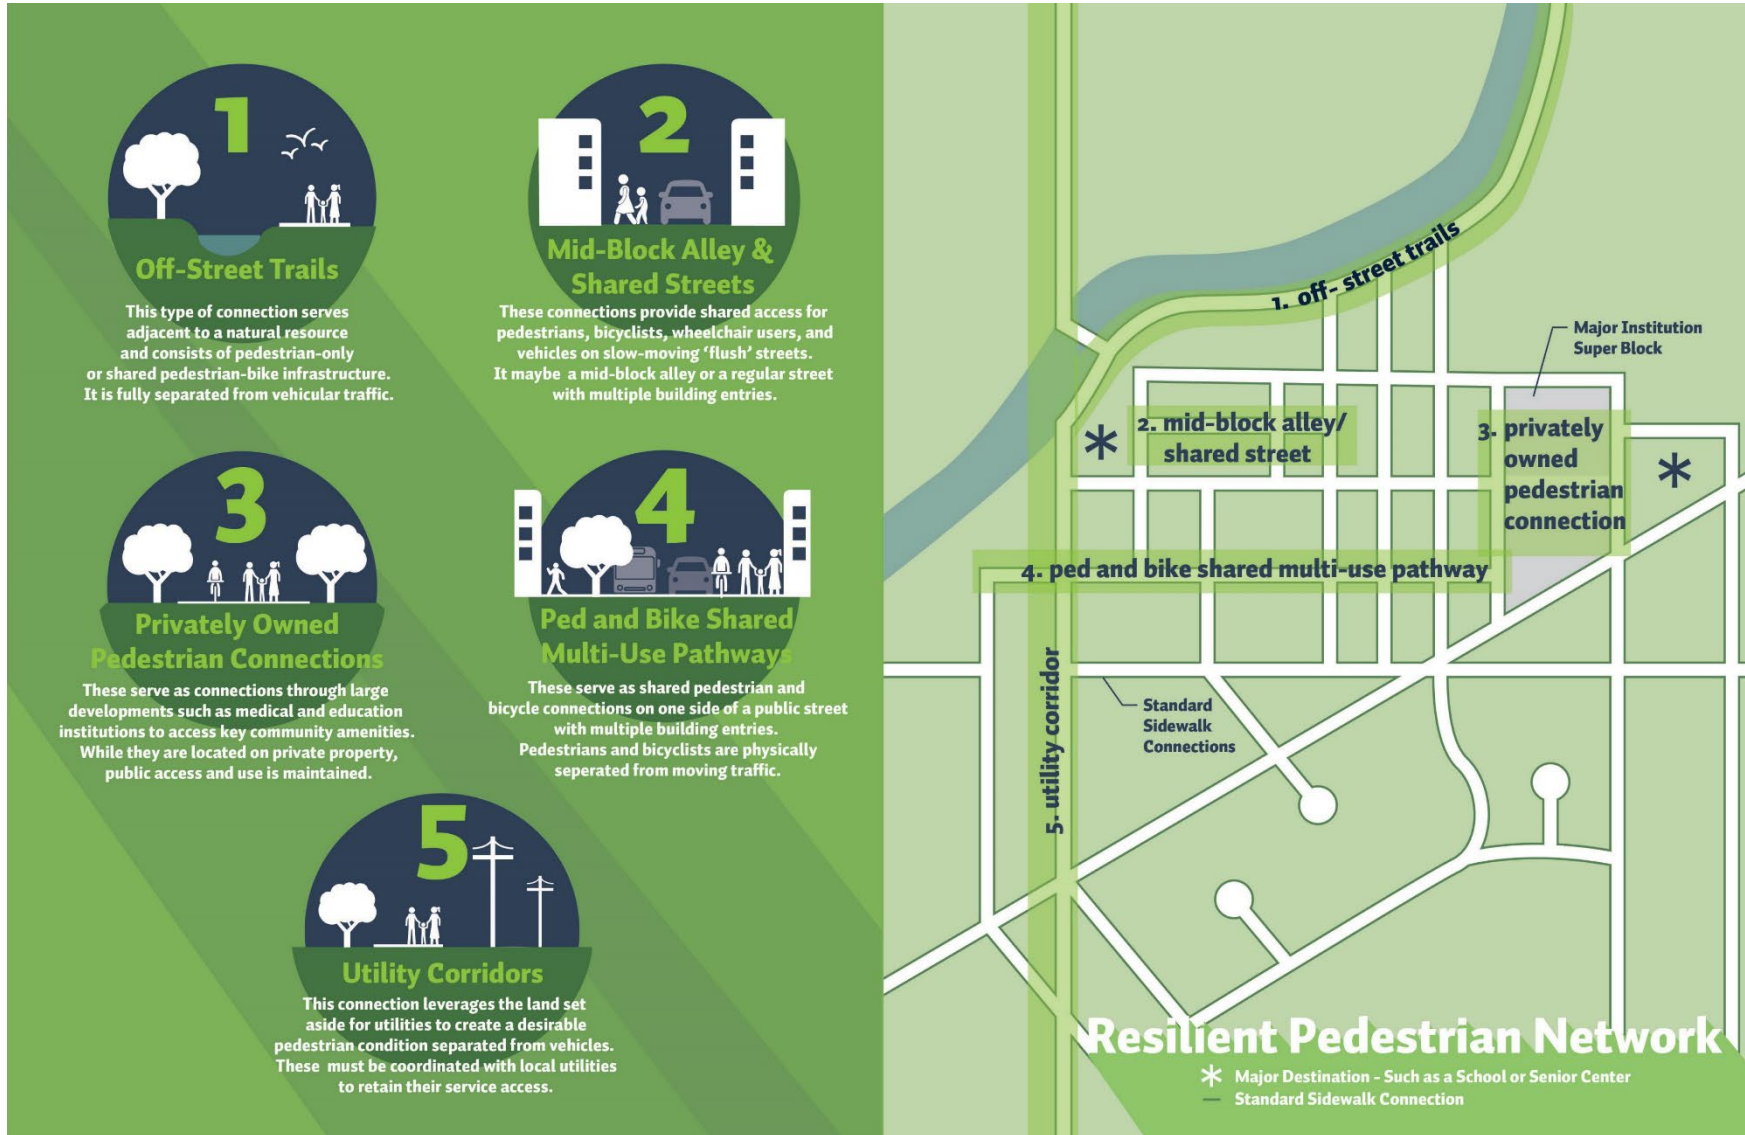 1
Off-Street Trails
This type of connection serves
adjacent to a natural resource
and consists of pedestrian-only
or shared pedestrian-bike infrastructure.
It is fully separated from vehicular traffic.
2
Mid-Block Alley &
Shared Streets
These connections provide shared access for
pedestrians, bicyclists, wheelchair users, and
vehicles on slow-moving ‘flush’ streets.
It maybe a mid-block alley or a regular street
with multiple building entries.
3
Privately Owned
Pedestrian Connections
These serve as connections through large
developments such as medical and education
institutions to access key community amenities.
While they are located on private property,
public access and use is maintained.
4
Ped and Bike Shared
Multi-Use Pathways
These serve as shared pedestrian and
bicycle connections on one side of a public street
with multiple building entries.
Pedestrians and bicyclists are physically
seperated from moving traffic.
5
Utility Corridors
This connection leverages the land set
aside for utilities to create a desirable
pedestrian condition separated from vehicles.
These must be coordinated with local utilities
to retain their service access.
1. off- street trails
Major Institution
Super Block
2. mid-block alley/
shared street
3. privately
owned
pedestrian
connection
4. ped and bike shared multi-use pathway
5. utility corridor
Standard
Sidewalk
Connections
Resilient Pedestrian Network
Major Destination - Such as a School or Senior Center
Standard Sidewalk Connection